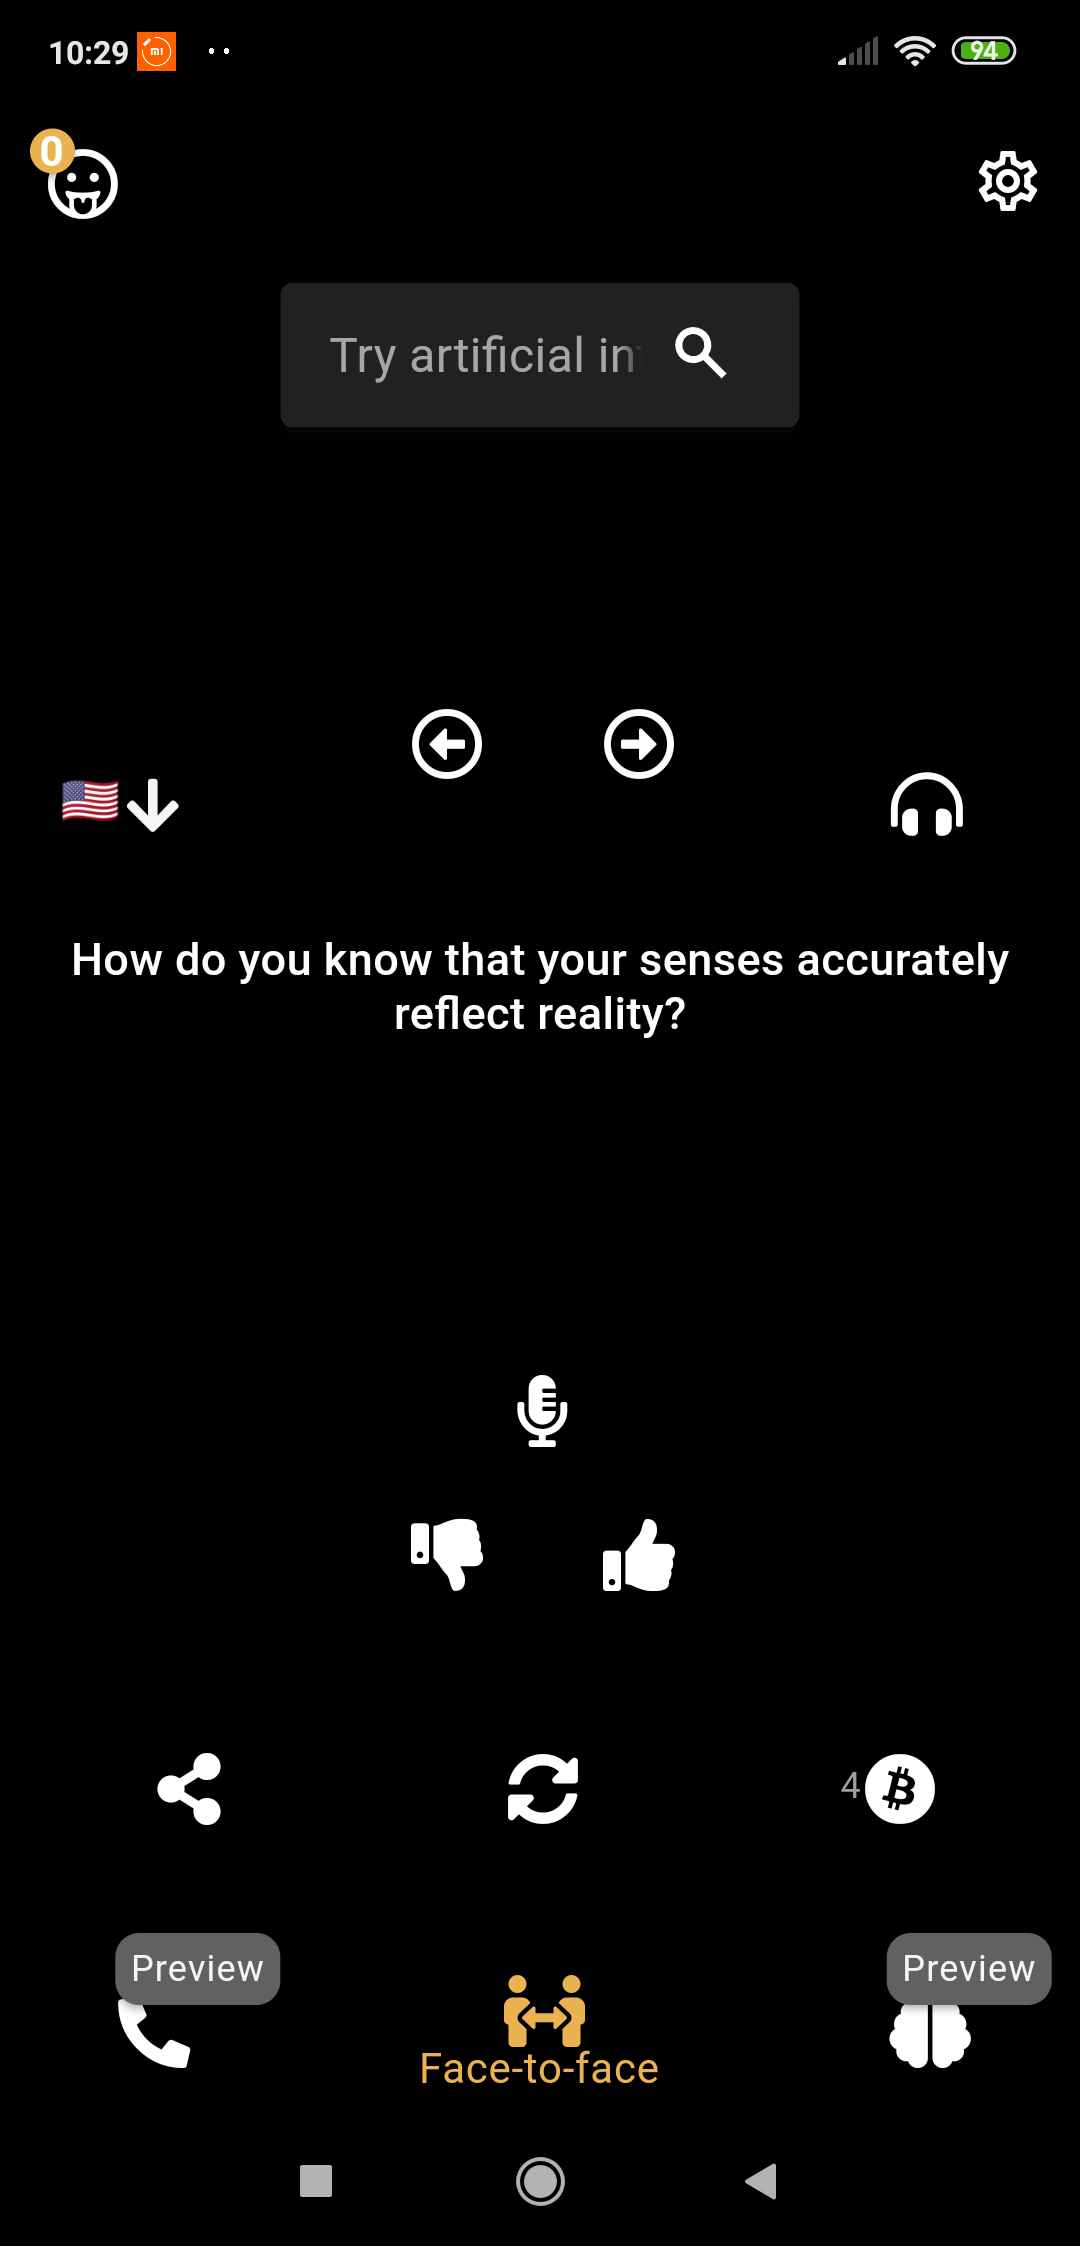 10:29
94
0
Try artificial in
How do you know that your senses accurately
reflect reality?
4
Preview
Preview
Face-to-face